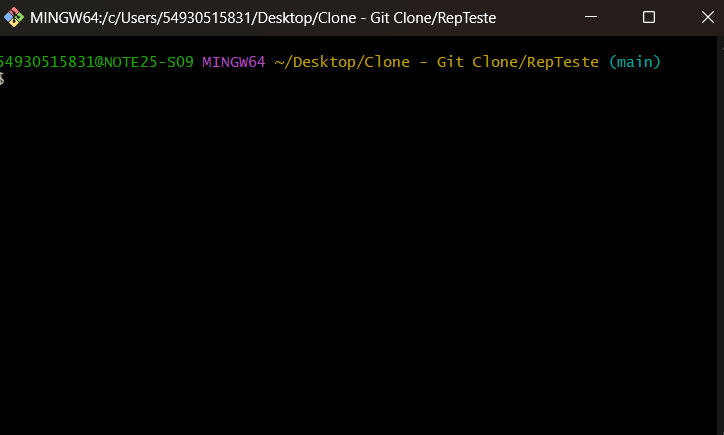 MINGW64:/c/Users/54930515831/Desktop/Clone - Git Clone/RepTeste
54930515831@NOTE25-S09 MINGW64 ~/Desktop/Clone - Git Clone/RepTeste (main)
$